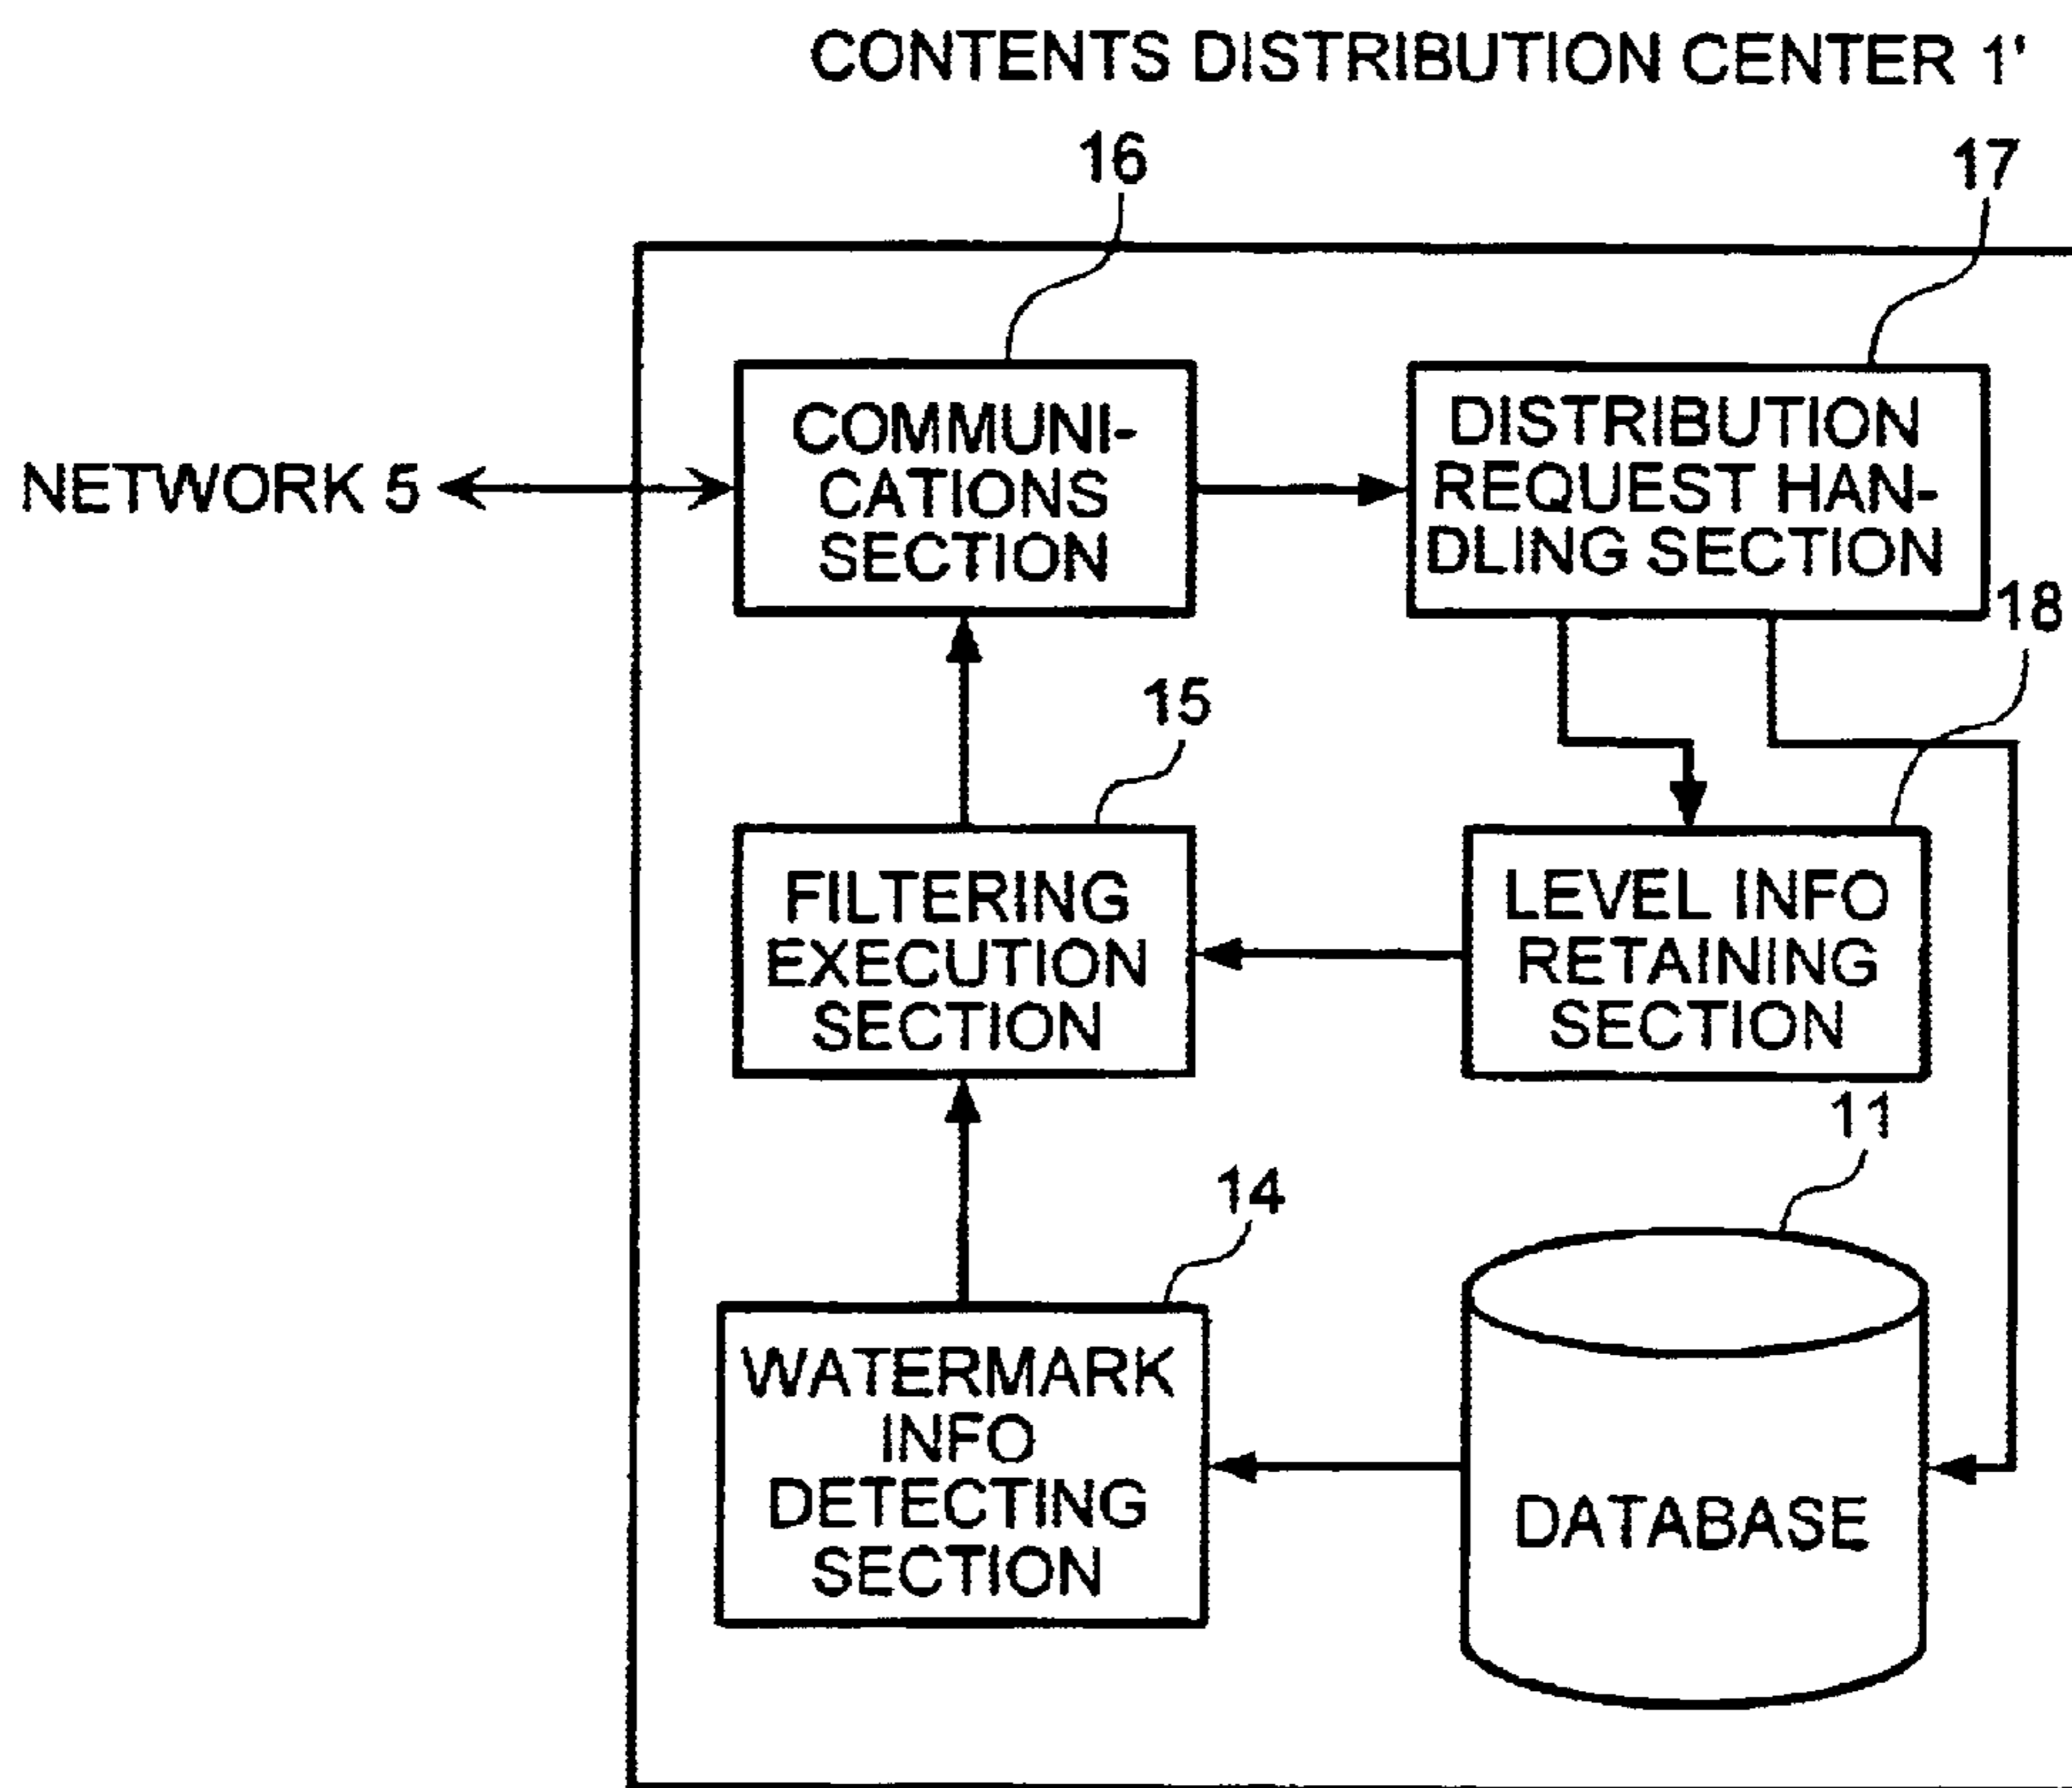 CONTENTS DISTRIBUTION CENTER 1'
16
17
NETWORK 5
COMMUNI-
CATIONS
SECTION
DISTRIBUTION
REQUEST HAN-
DLING SECTION
18
15
FILTERING
EXECUTION
SECTION
LEVEL INFO
RETAINING
SECTION
11
14
WATERMARK
INFO
DETECTING
SECTION
DATABASE